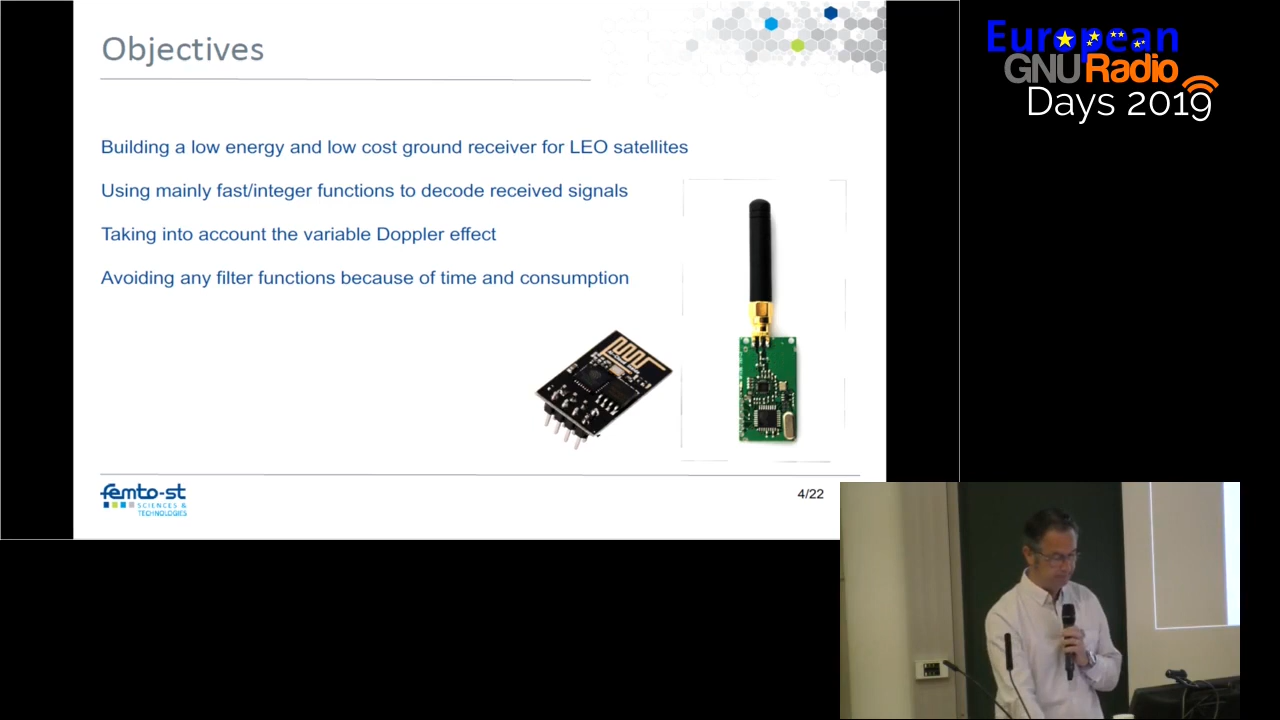 Objectives
Building a low energy and low cost ground receiver for LEO satellites
Using mainly fast/integer functions to decode received signals
Taking into account the variable Doppler effect
Avoiding any filter functions because of time and consumption
femto-st
SCIENCES &
TECHNOLOGIES
4/22
European
GNURadio
Days 2019